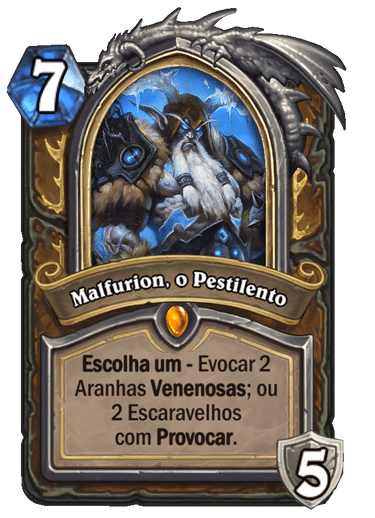 7
Malfurion, o Pestilento
Escolha um - Evocar 2
Aranhas Venenosas; ou
2 Escaravelhos
com Provocar.
5